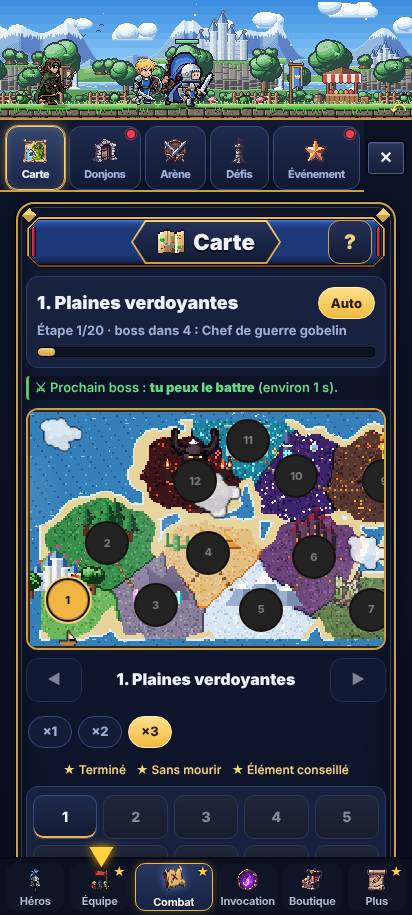 Carte
Donjons
Arène
Défis
Événement
×
Carte
?
1. Plaines verdoyantes
Auto
Étape 1/20 · boss dans 4 : Chef de guerre gobelin
⚔ Prochain boss : tu peux le battre (environ 1 s).
11
12
10
9
2
4
6
1
3
5
7
◀ 1. Plaines verdoyantes ▶
×1 ×2 ×3
★ Terminé ★ Sans mourir ★ Élément conseillé
1 2 3 4 5
Héros
Équipe
Combat
Invocation
Boutique
Plus